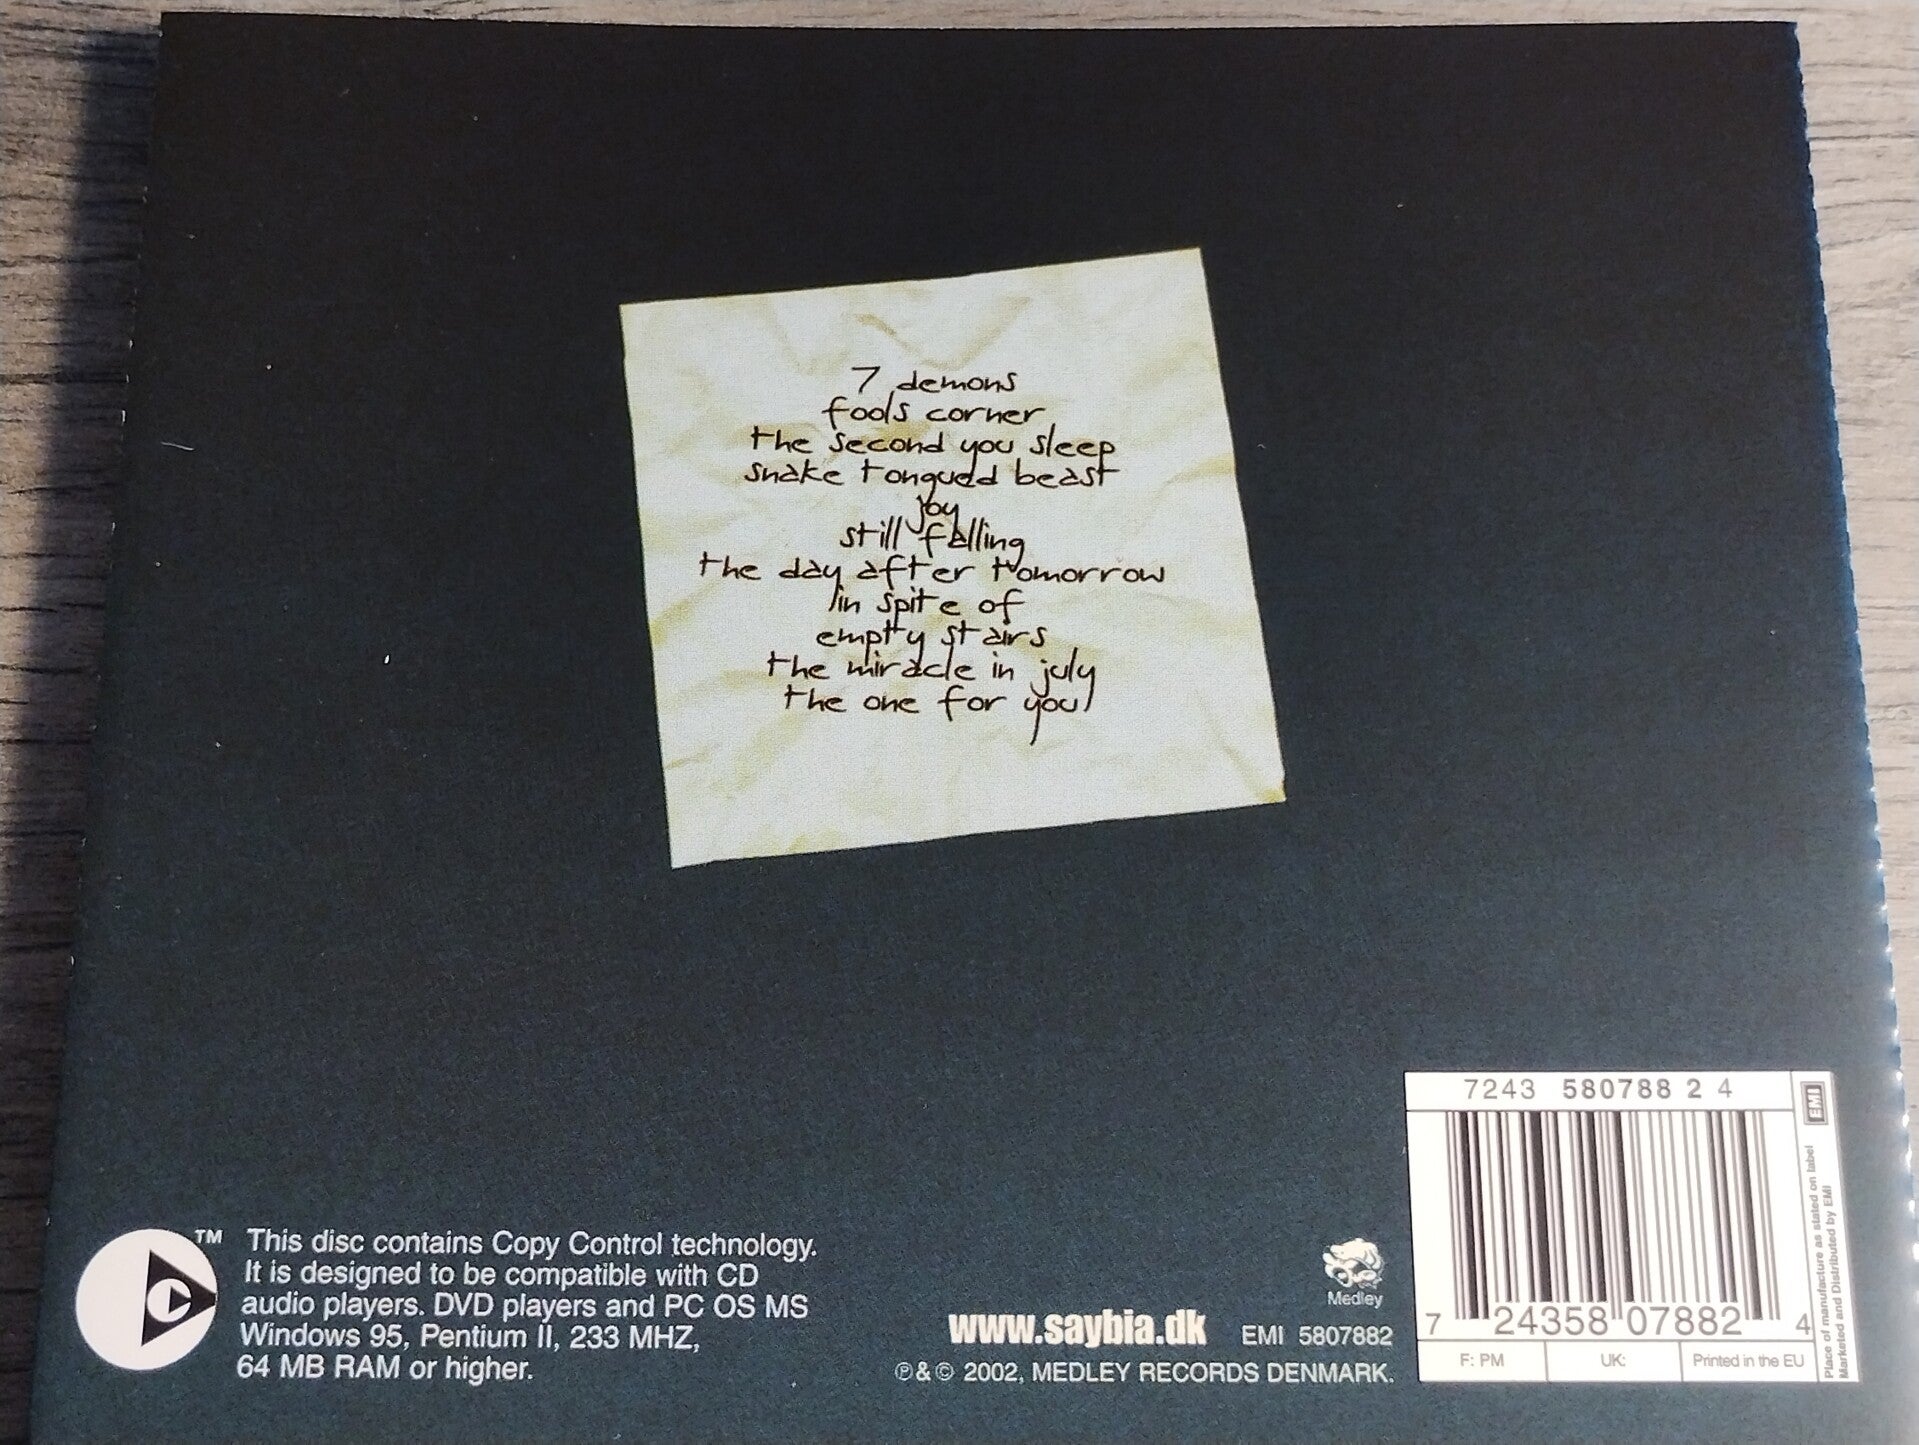 7 demons
fools corner
the second you sleep
snake tongued beast
joy
still falling
the day after tomorrow
in spite of
empty stairs
the miracle in july
the one for you
TM
This disc contains Copy Control technology.
It is designed to be compatible with CD
audio players. DVD players and PC OS MS
Windows 95, Pentium II, 233 MHZ,
64 MB RAM or higher.
Medley
www.saybia.dk EMI 5807882
℗&© 2002, MEDLEY RECORDS DENMARK.
7243 580788 2 4
7 24358 07882 4
F: PM UK: Printed in the EU
EMI
Place of manufacture as stated on label
Marketed and Distributed by EMI